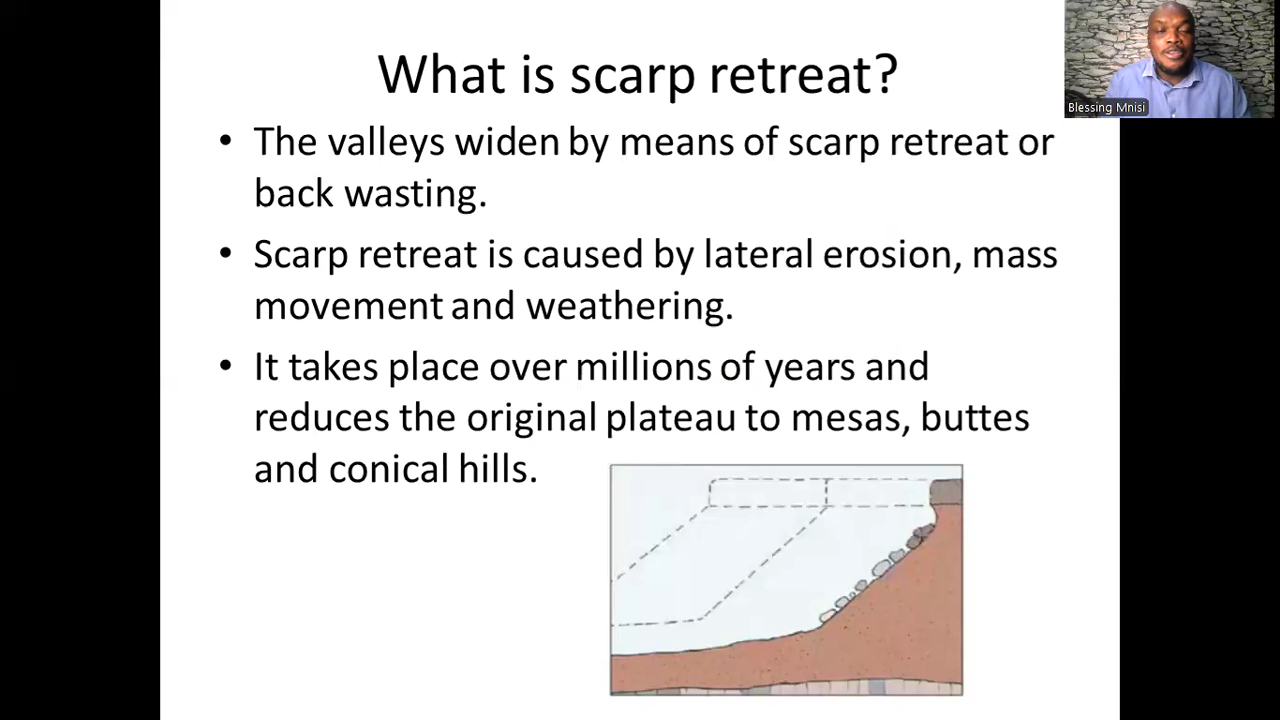 What is scarp retreat?
Blessing Mnisi
• The valleys widen by means of scarp retreat or
back wasting.
• Scarp retreat is caused by lateral erosion, mass
movement and weathering.
• It takes place over millions of years and
reduces the original plateau to mesas, buttes
and conical hills.